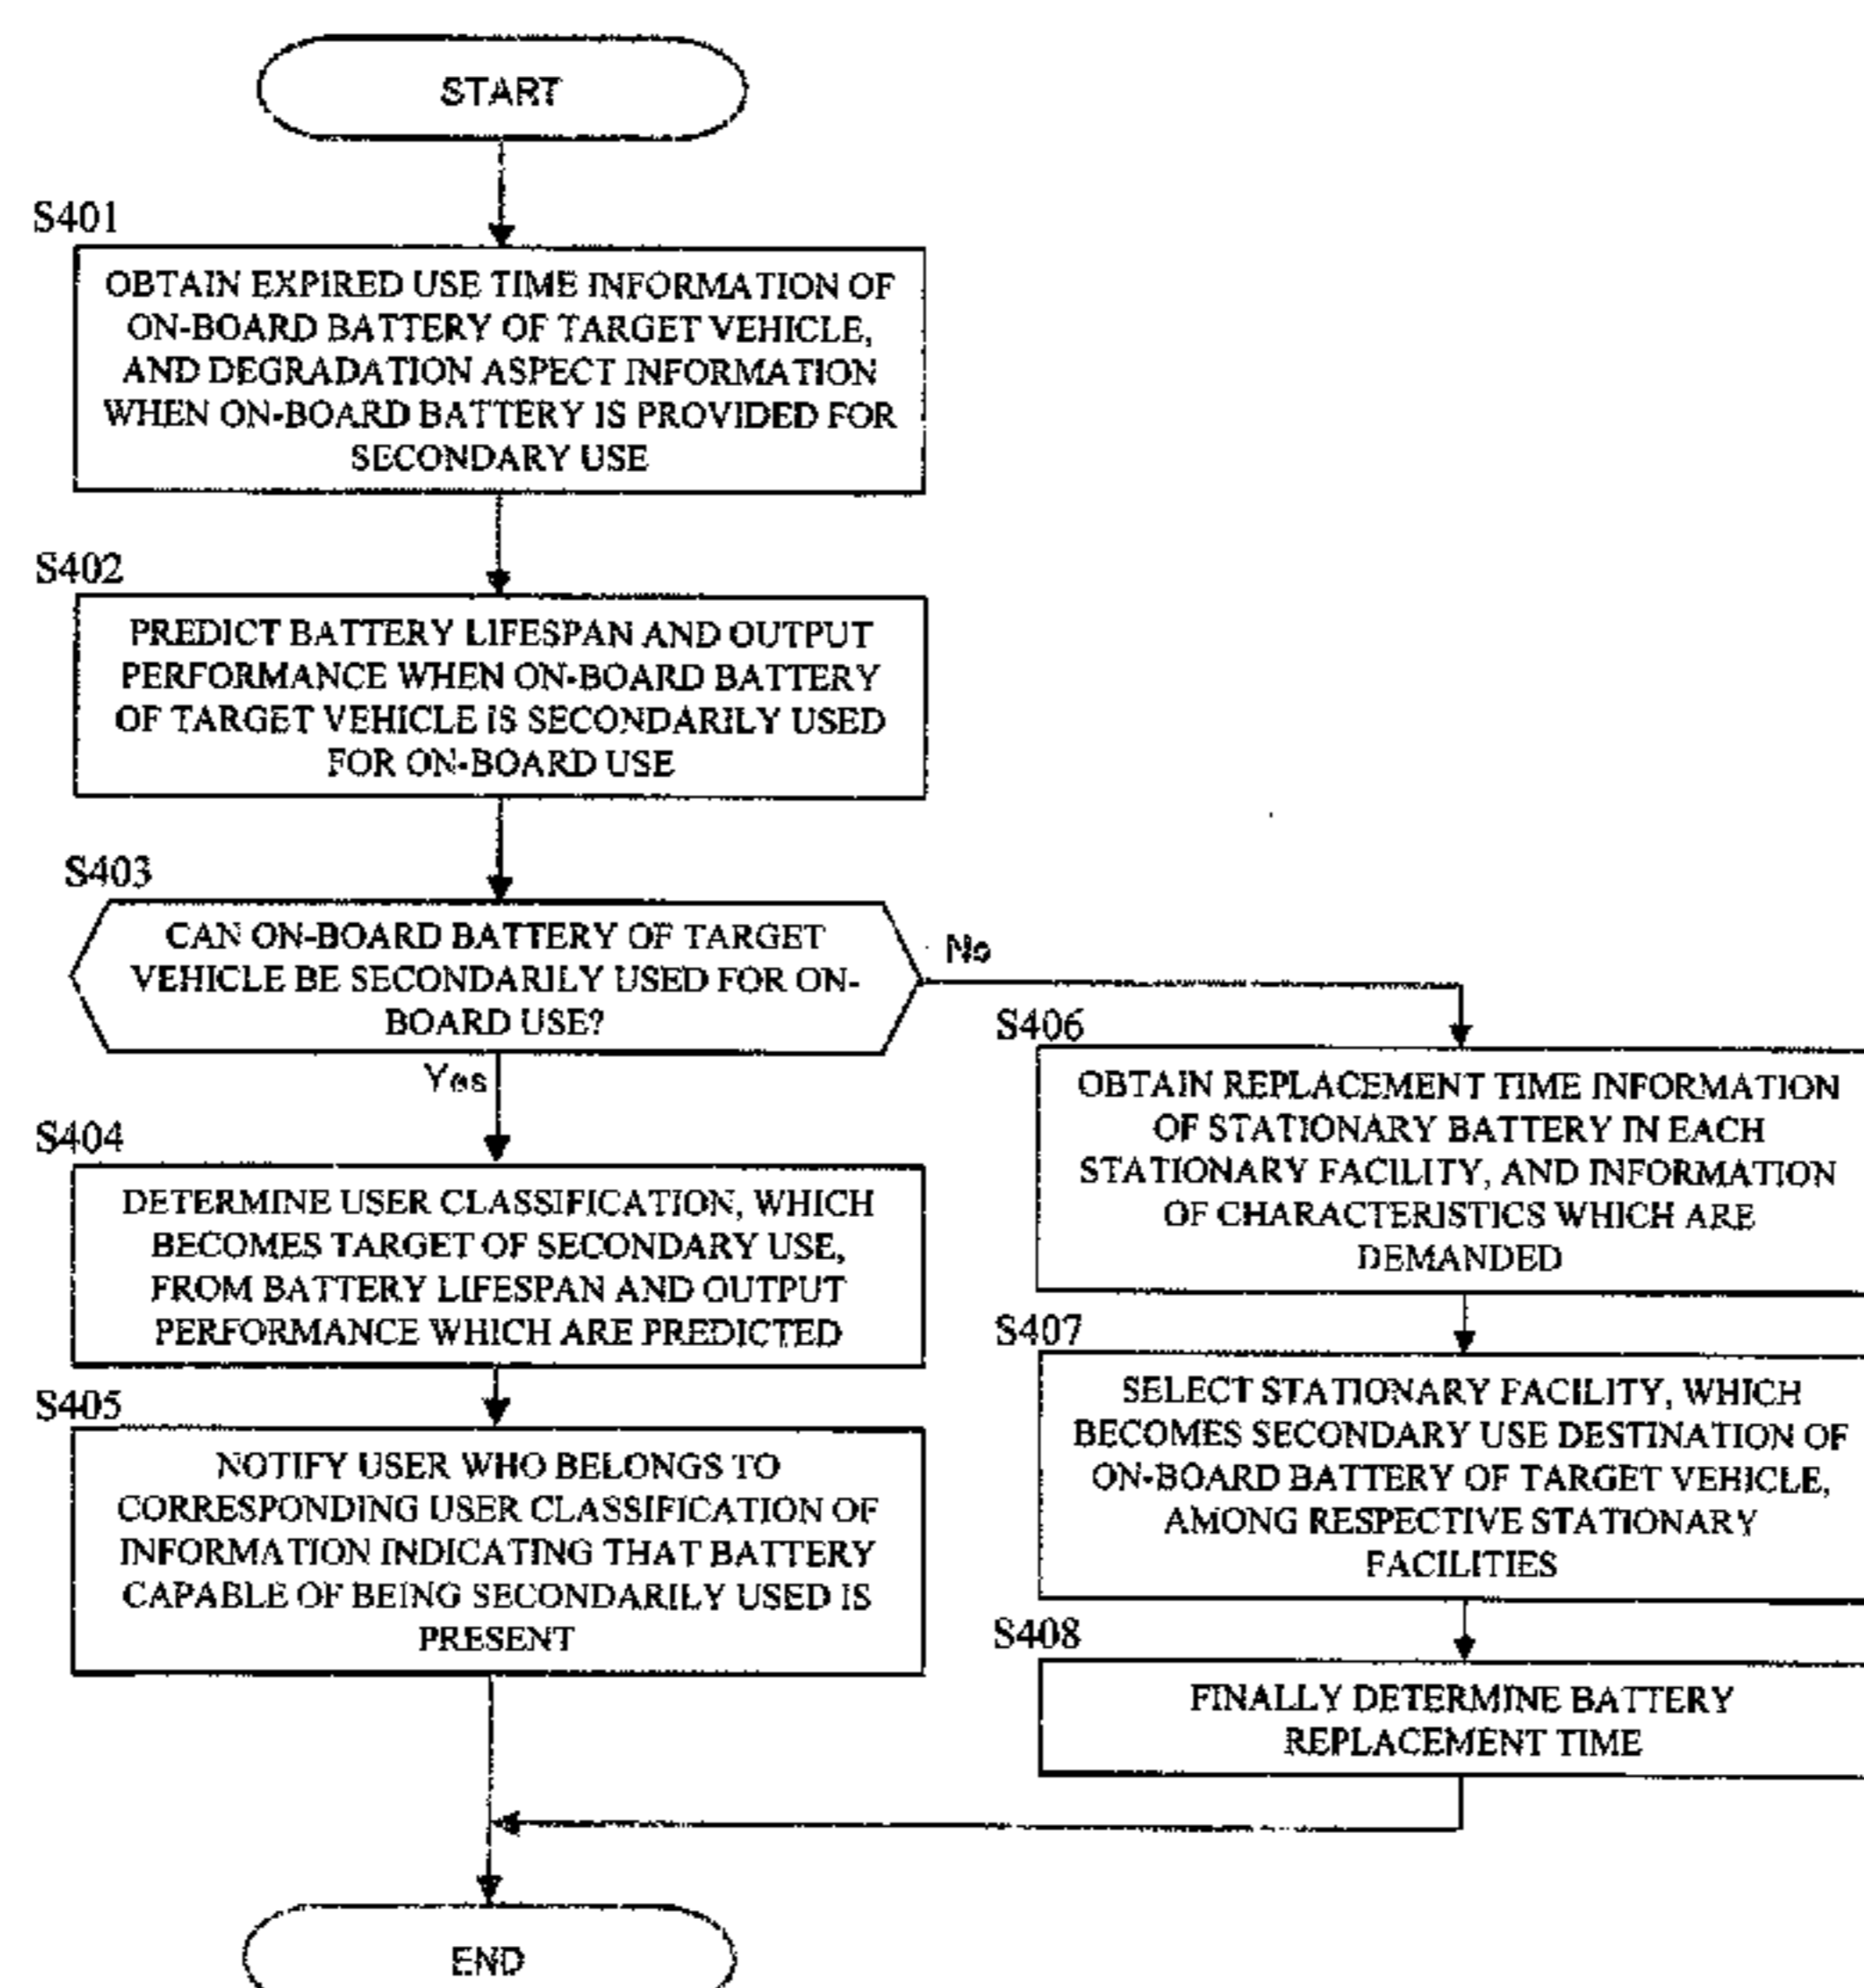 START
S401
OBTAIN EXPIRED USE TIME INFORMATION OF
ON-BOARD BATTERY OF TARGET VEHICLE,
AND DEGRADATION ASPECT INFORMATION
WHEN ON-BOARD BATTERY IS PROVIDED FOR
SECONDARY USE
S402
PREDICT BATTERY LIFESPAN AND OUTPUT
PERFORMANCE WHEN ON-BOARD BATTERY
OF TARGET VEHICLE IS SECONDARILY USED
FOR ON-BOARD USE
S403
CAN ON-BOARD BATTERY OF TARGET
VEHICLE BE SECONDARILY USED FOR ON-
BOARD USE?
No
Yes
S404
DETERMINE USER CLASSIFICATION, WHICH
BECOMES TARGET OF SECONDARY USE,
FROM BATTERY LIFESPAN AND OUTPUT
PERFORMANCE WHICH ARE PREDICTED
S405
NOTIFY USER WHO BELONGS TO
CORRESPONDING USER CLASSIFICATION OF
INFORMATION INDICATING THAT BATTERY
CAPABLE OF BEING SECONDARILY USED IS
PRESENT
S406
OBTAIN REPLACEMENT TIME INFORMATION
OF STATIONARY BATTERY IN EACH
STATIONARY FACILITY, AND INFORMATION
OF CHARACTERISTICS WHICH ARE
DEMANDED
S407
SELECT STATIONARY FACILITY, WHICH
BECOMES SECONDARY USE DESTINATION OF
ON-BOARD BATTERY OF TARGET VEHICLE,
AMONG RESPECTIVE STATIONARY
FACILITIES
S408
FINALLY DETERMINE BATTERY
REPLACEMENT TIME
END